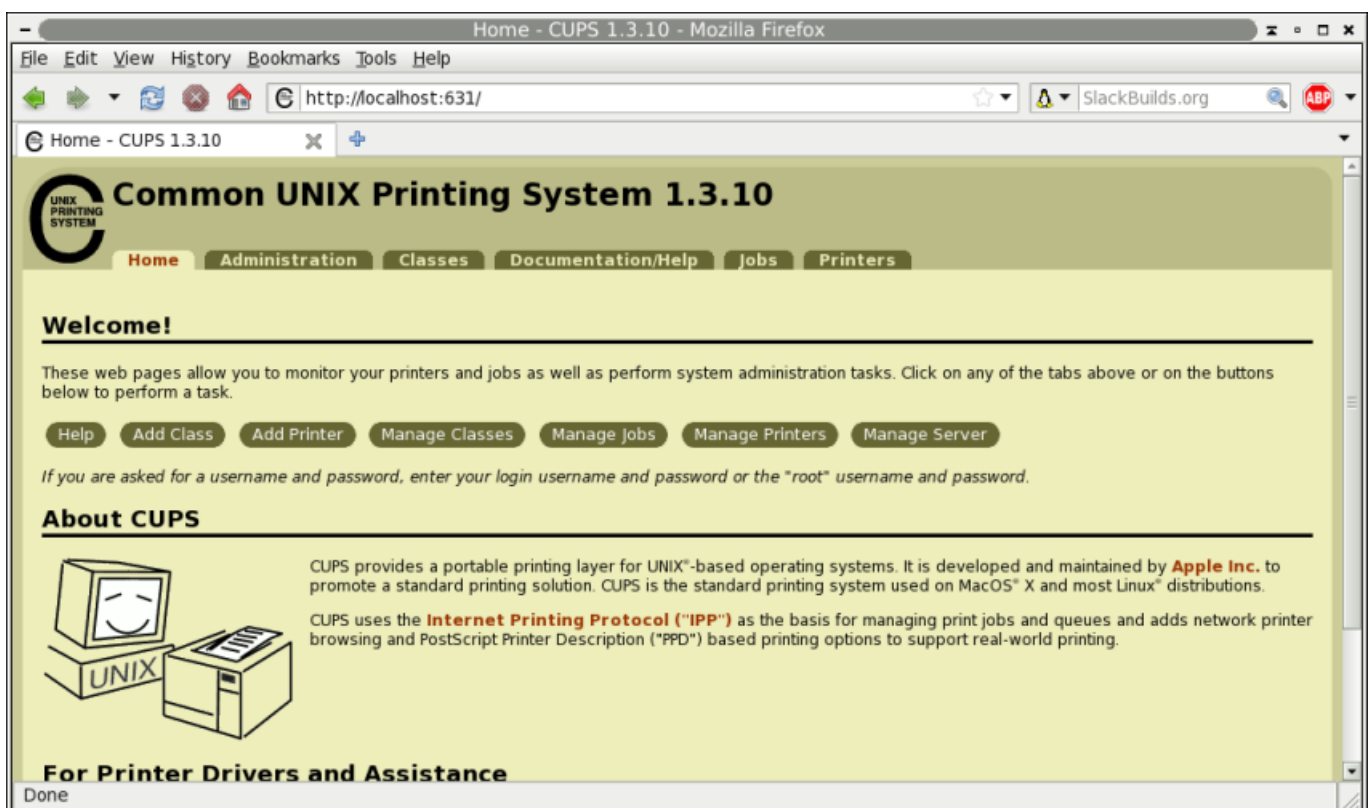 Home - CUPS 1.3.10 - Mozilla Firefox
File Edit View History Bookmarks Tools Help
http://localhost:631/ SlackBuilds.org ABP
Home - CUPS 1.3.10
UNIX
PRINTING
SYSTEM
Common UNIX Printing System 1.3.10
Home Administration Classes Documentation/Help Jobs Printers
Welcome!
These web pages allow you to monitor your printers and jobs as well as perform system administration tasks. Click on any of the tabs above or on the buttons
below to perform a task.
Help Add Class Add Printer Manage Classes Manage Jobs Manage Printers Manage Server
If you are asked for a username and password, enter your login username and password or the "root" username and password.
About CUPS
CUPS provides a portable printing layer for UNIX®-based operating systems. It is developed and maintained by Apple Inc. to
promote a standard printing solution. CUPS is the standard printing system used on MacOS® X and most Linux® distributions.
CUPS uses the Internet Printing Protocol ("IPP") as the basis for managing print jobs and queues and adds network printer
browsing and PostScript Printer Description ("PPD") based printing options to support real-world printing.
UNIX
For Printer Drivers and Assistance
Done